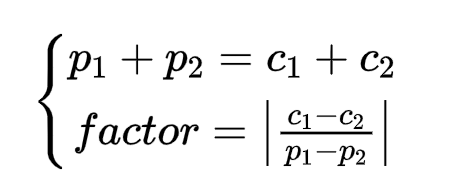 p₁ + p₂ = c₁ + c₂
factor = |(c₁−c₂)/(p₁−p₂)|